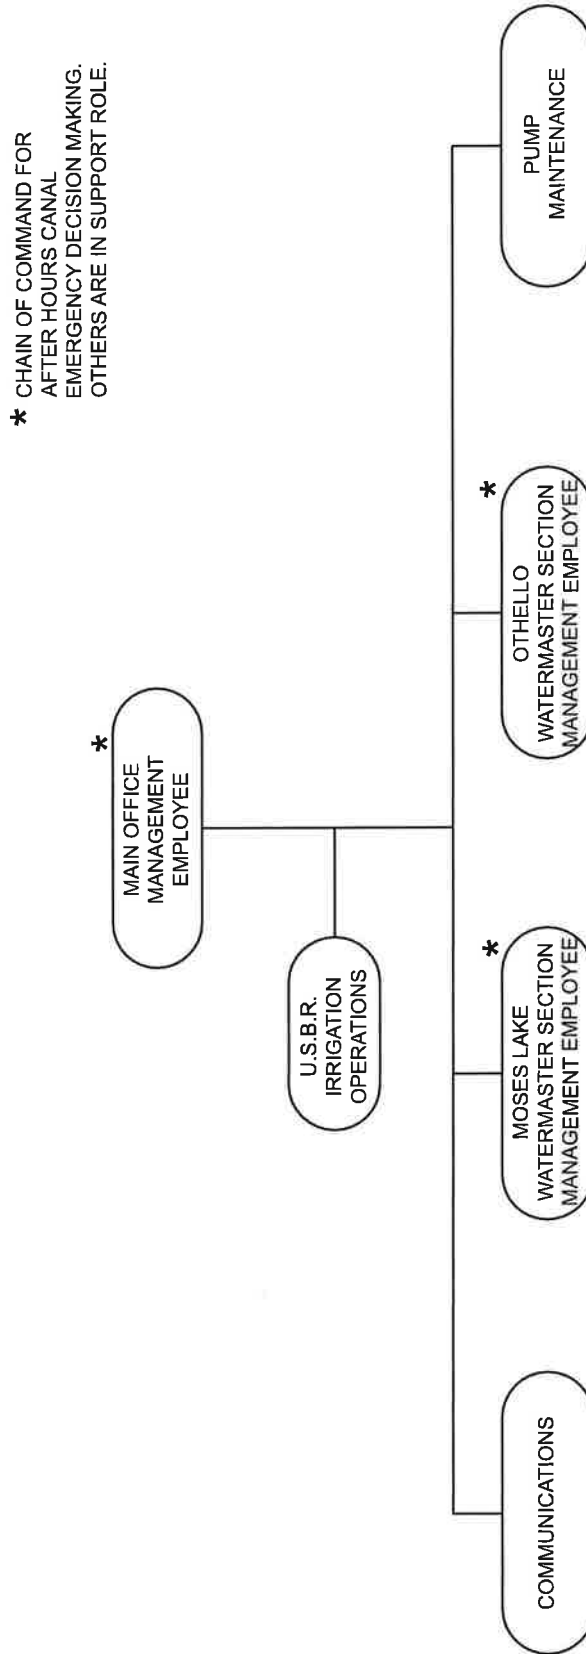 * CHAIN OF COMMAND FOR
AFTER HOURS CANAL
EMERGENCY DECISION MAKING.
OTHERS ARE IN SUPPORT ROLE.
*
MAIN OFFICE
MANAGEMENT
EMPLOYEE
U.S.B.R.
IRRIGATION
OPERATIONS
COMMUNICATIONS
*
MOSES LAKE
WATERMASTER SECTION
MANAGEMENT EMPLOYEE
*
OTHELLO
WATERMASTER SECTION
MANAGEMENT EMPLOYEE
PUMP
MAINTENANCE